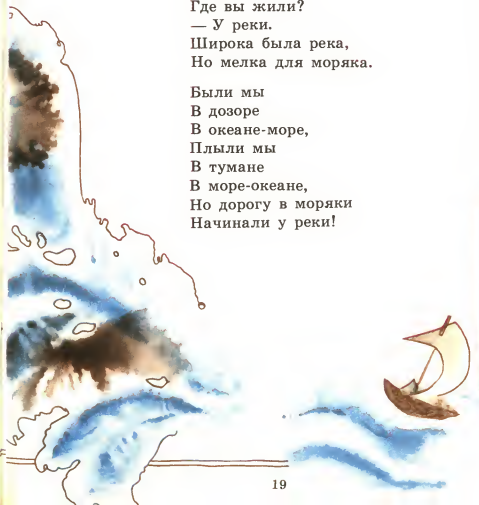 Где вы жили?
— У реки.
Широка была река,
Но мелка для моряка.
Были мы
В дозоре
В океане-море,
Плыли мы
В тумане
В море-океане,
Но дорогу в моряки
Начинали у реки!
19